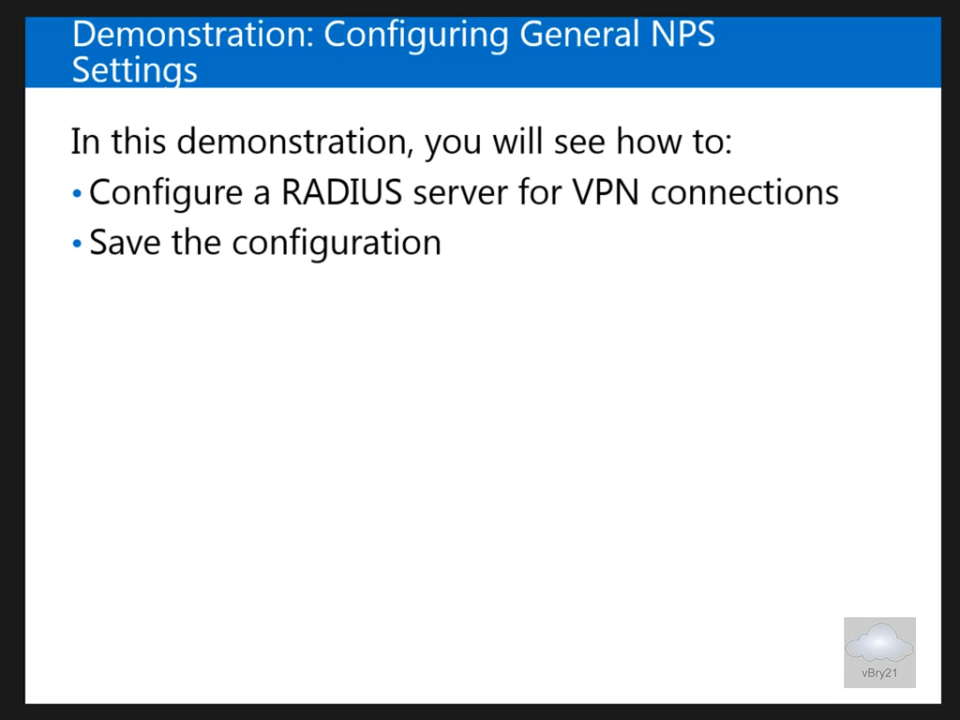 Demonstration: Configuring General NPS
Settings
In this demonstration, you will see how to:
• Configure a RADIUS server for VPN connections
• Save the configuration
vBry21